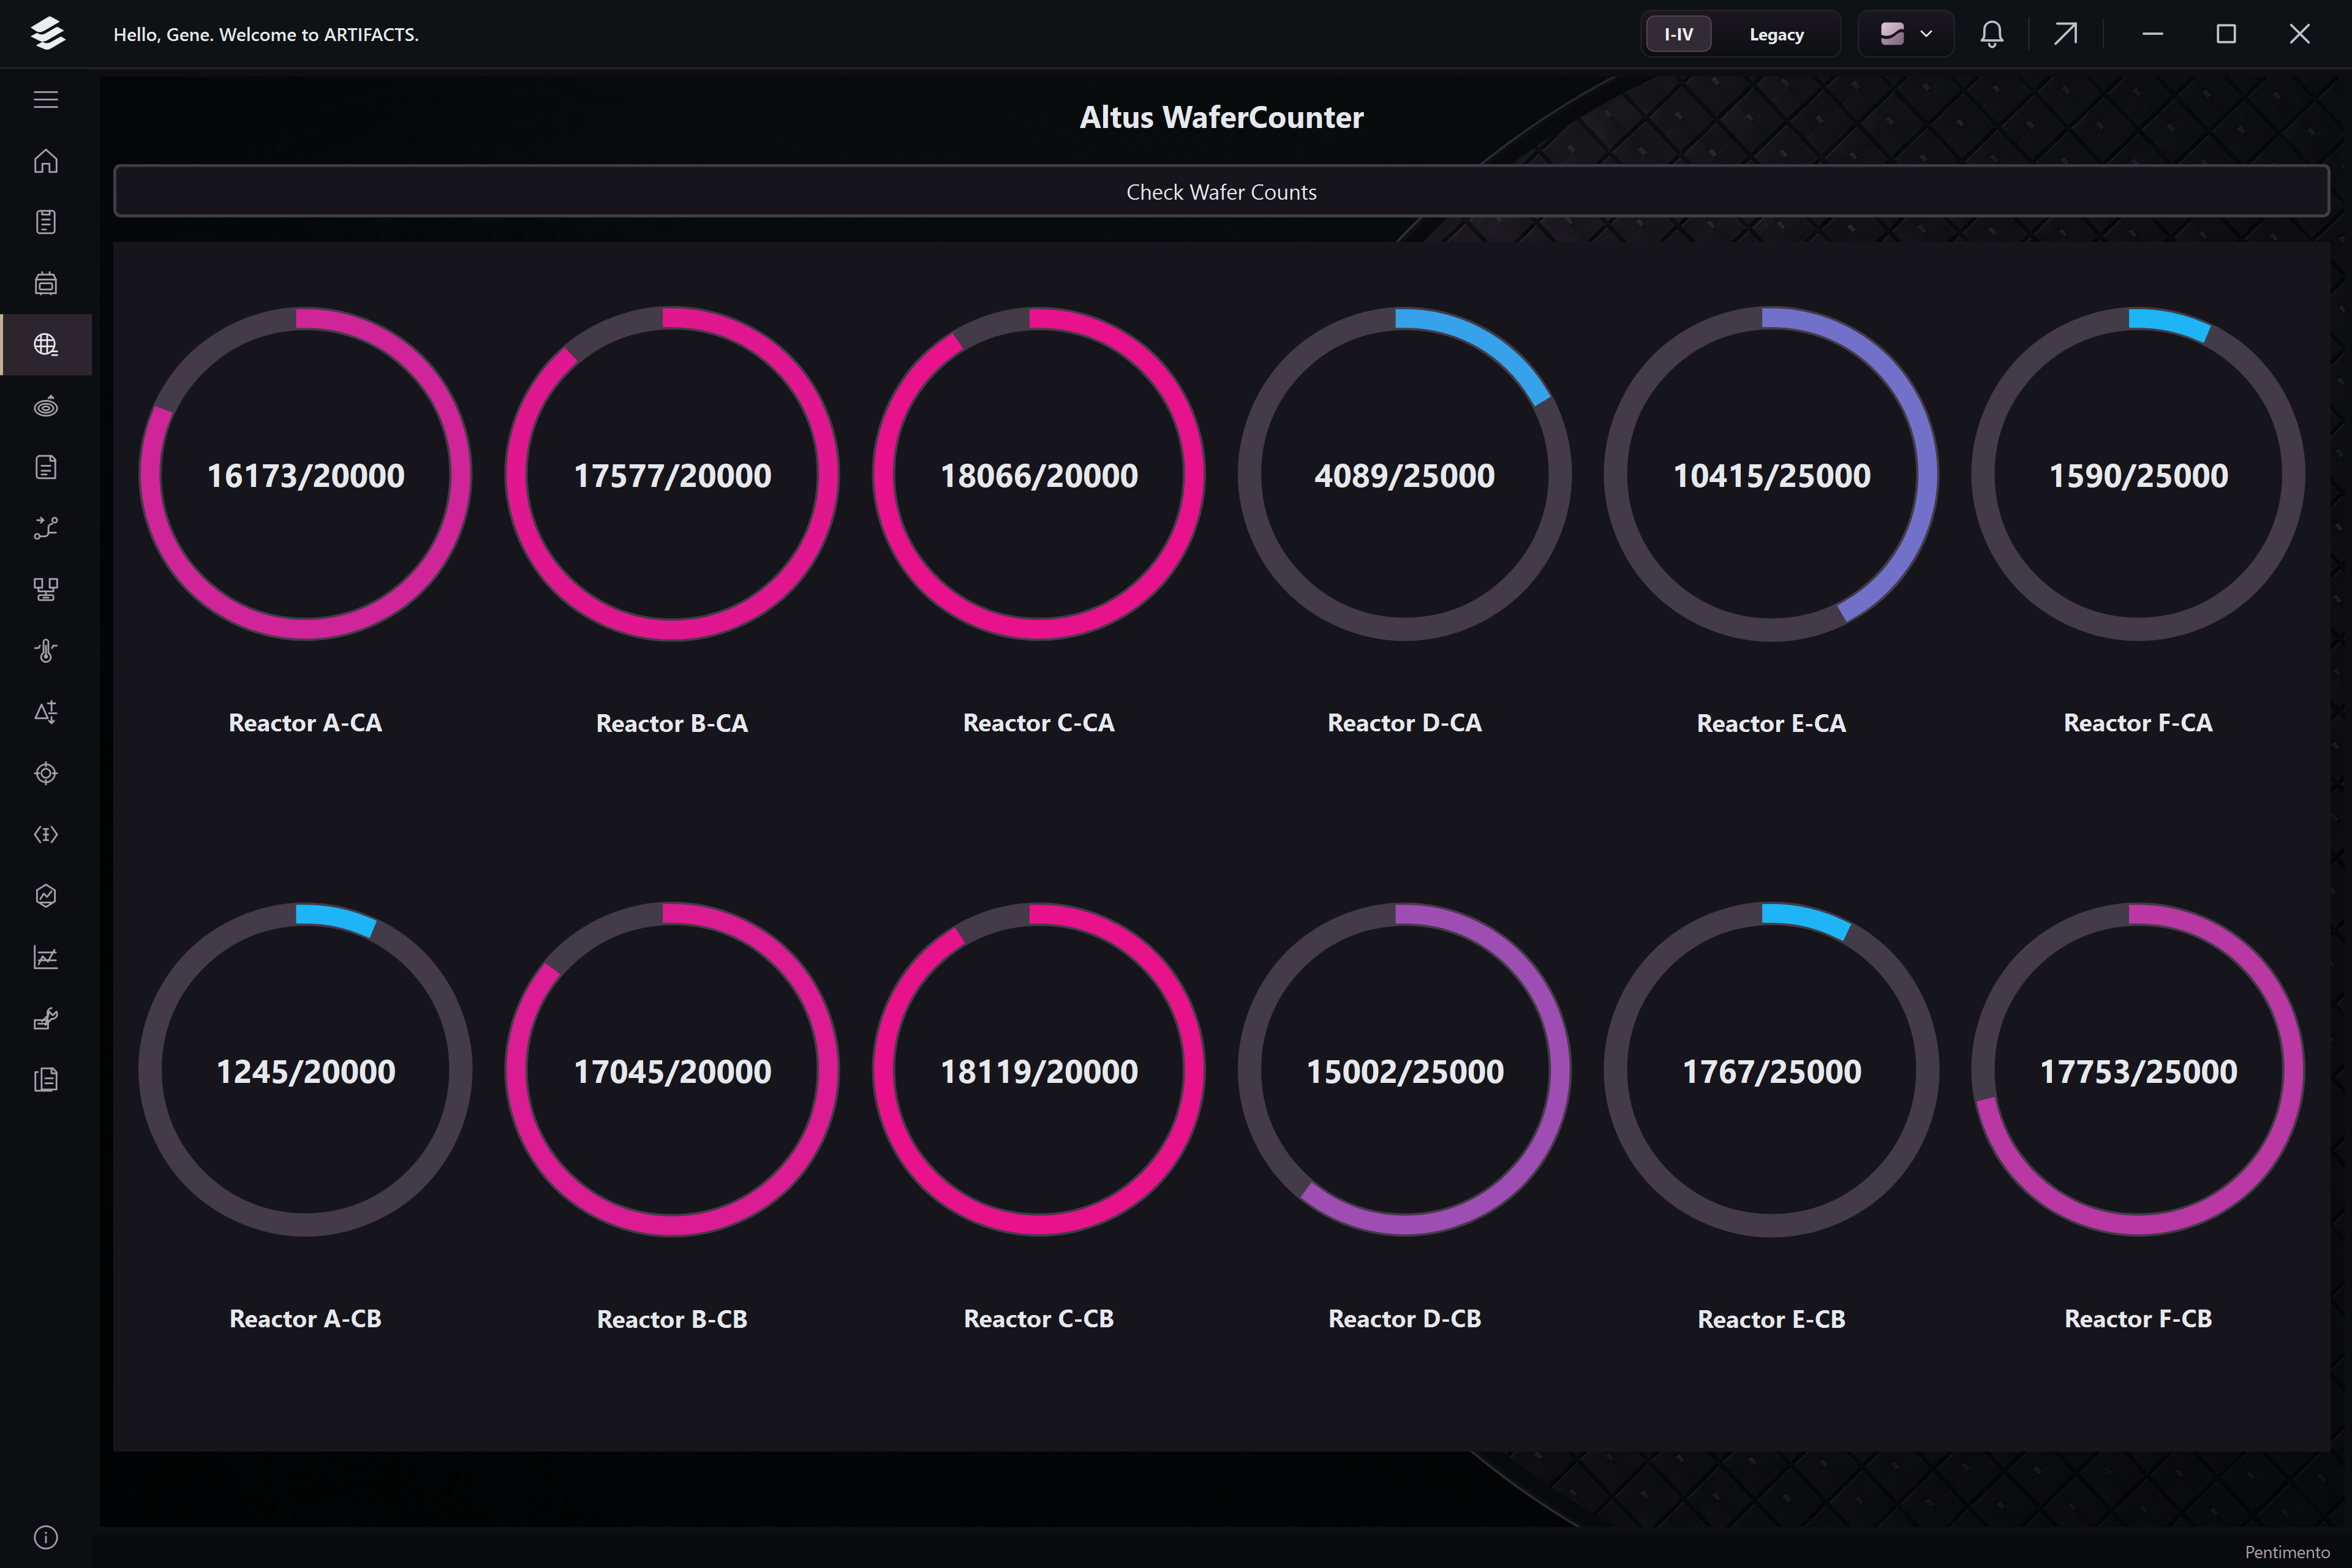 Hello, Gene. Welcome to ARTIFACTS.
I-IV
Legacy
Altus WaferCounter
Check Wafer Counts
16173/20000
17577/20000
18066/20000
4089/25000
10415/25000
1590/25000
Reactor A-CA
Reactor B-CA
Reactor C-CA
Reactor D-CA
Reactor E-CA
Reactor F-CA
1245/20000
17045/20000
18119/20000
15002/25000
1767/25000
17753/25000
Reactor A-CB
Reactor B-CB
Reactor C-CB
Reactor D-CB
Reactor E-CB
Reactor F-CB
Pentimento